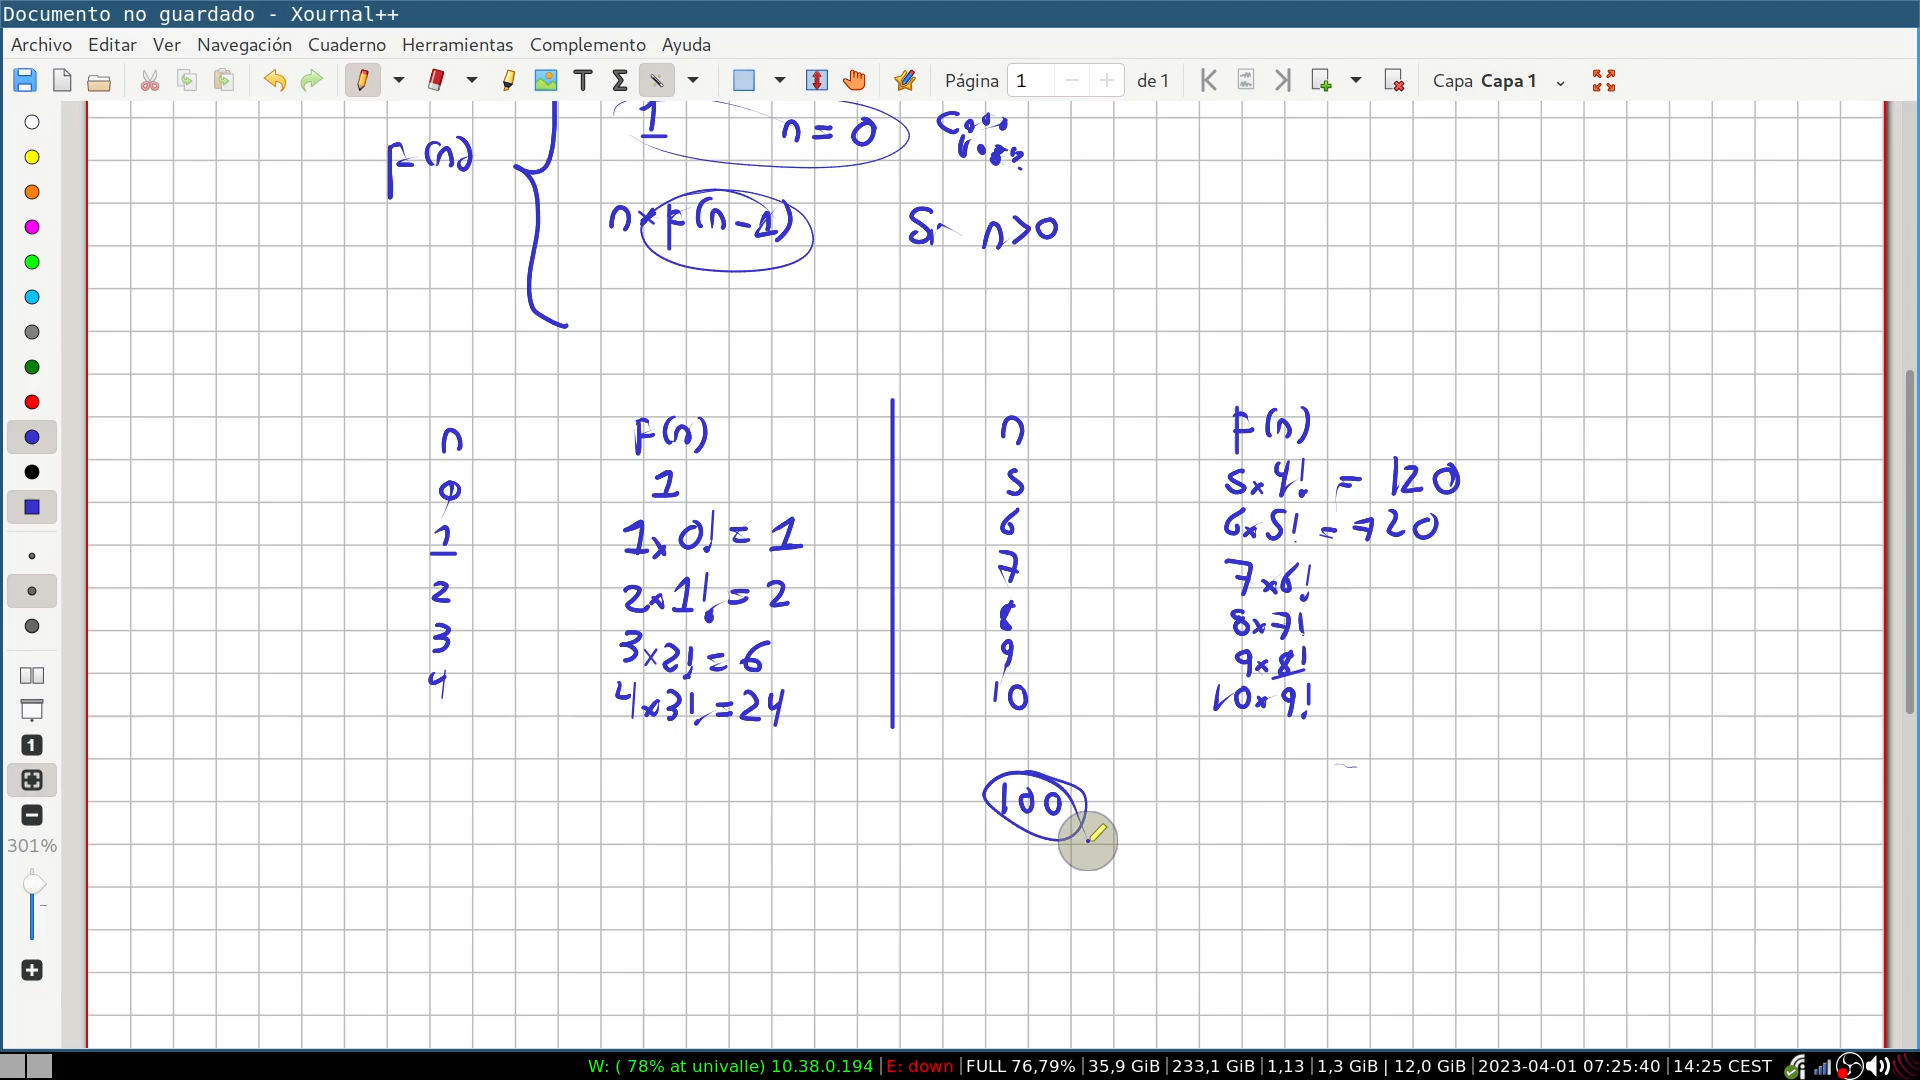 Documento no guardado - Xournal++
Archivo Editar Ver Navegación Cuaderno Herramientas Complemento Ayuda
Página 1 de 1 Capa Capa 1
1 n = 0 Caso
F(n)
n×F(n-1) Si n>0
n F(n) n F(n)
0 1 5 5×4! = 120
1 1×0! = 1 6 6×5! = 720
2 2×1! = 2 7 7×6!
3 3×2! = 6 8 8×7!
4 4×3! = 24 9 9×8!
10 10×9!
100
301%
W: ( 78% at univalle) 10.38.0.194 |E: down |FULL 76,79% |35,9 GiB |233,1 GiB |1,13 |1,3 GiB | 12,0 GiB | 2023-04-01 07:25:40 | 14:25 CEST